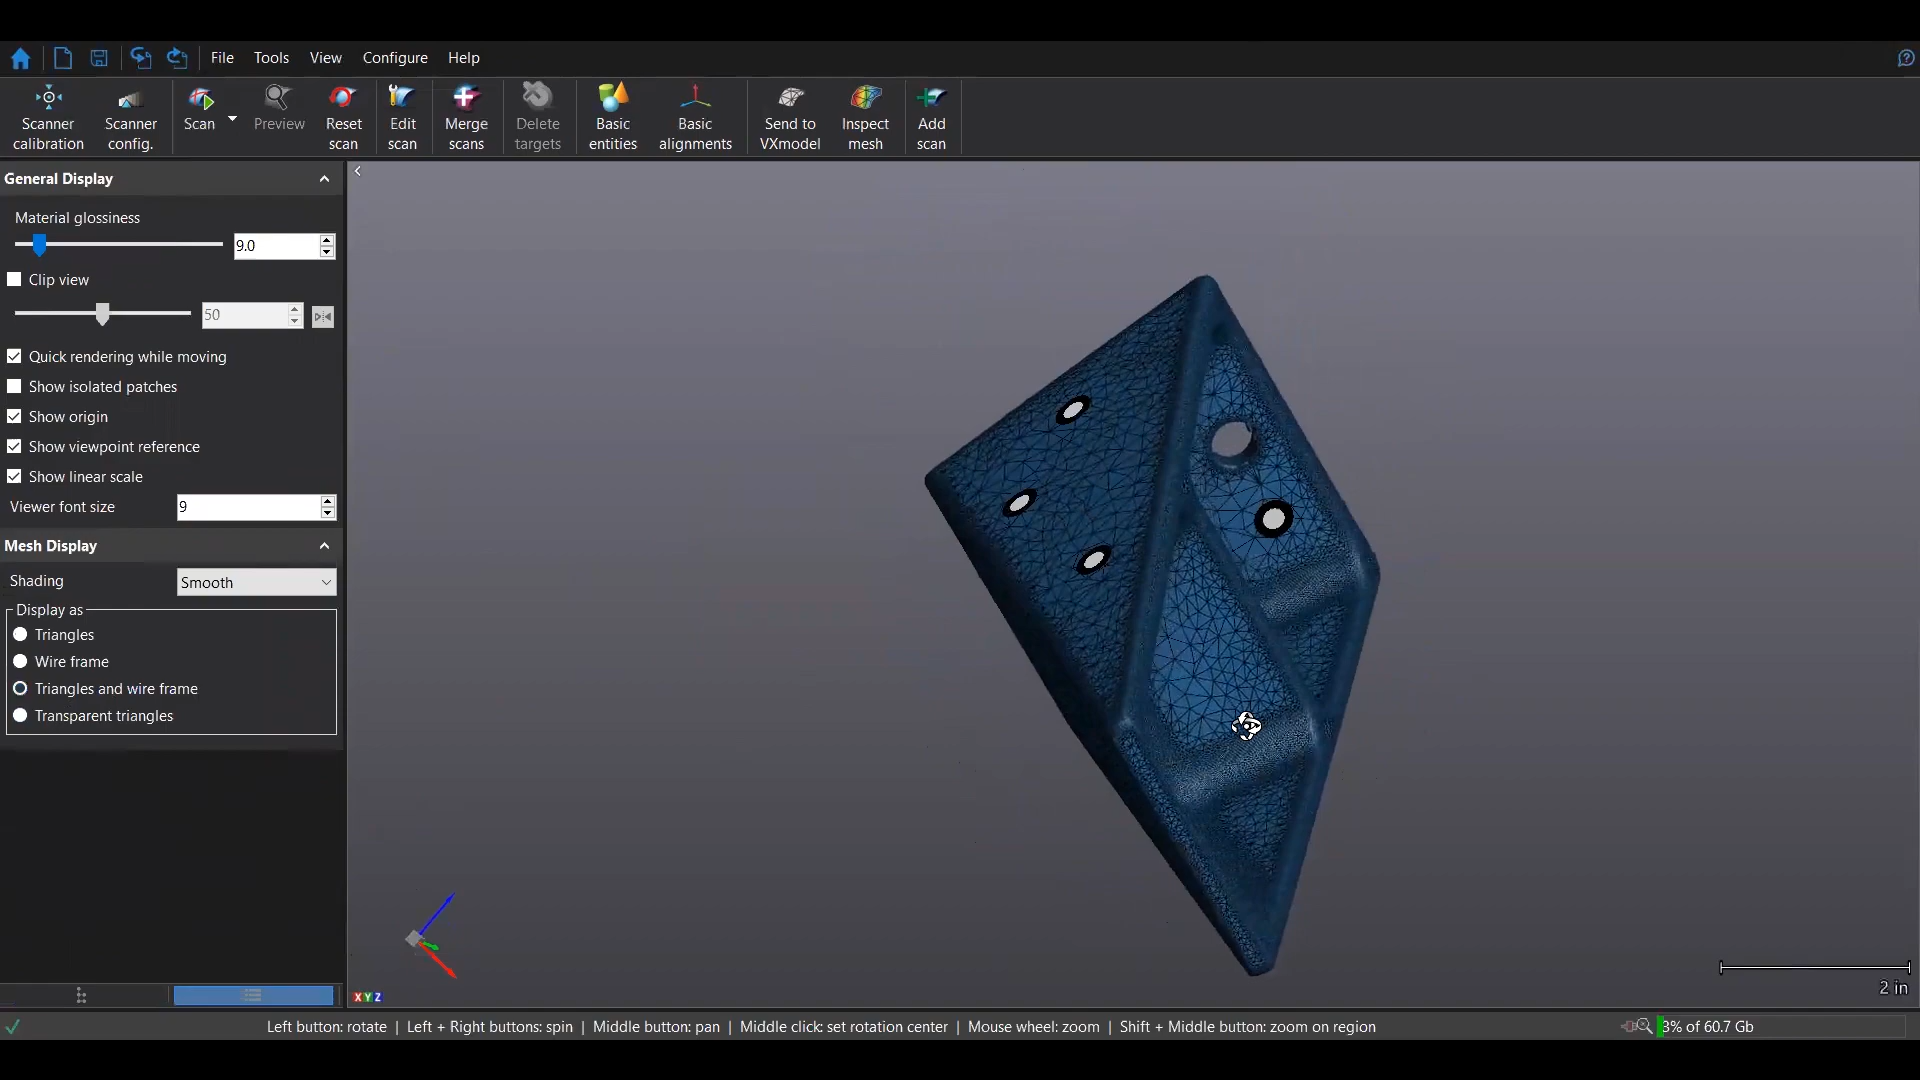 File Tools View Configure Help
Scanner calibration
Scanner config.
Scan
Preview
Reset scan
Edit scan
Merge scans
Delete targets
Basic entities
Basic alignments
Send to VXmodel
Inspect mesh
Add scan
General Display
Material glossiness
9.0
Clip view
50
Quick rendering while moving
Show isolated patches
Show origin
Show viewpoint reference
Show linear scale
Viewer font size 9
Mesh Display
Shading Smooth
Display as
Triangles
Wire frame
Triangles and wire frame
Transparent triangles
2 in
X Y Z
Left button: rotate | Left + Right buttons: spin | Middle button: pan | Middle click: set rotation center | Mouse wheel: zoom | Shift + Middle button: zoom on region
3% of 60.7 Gb